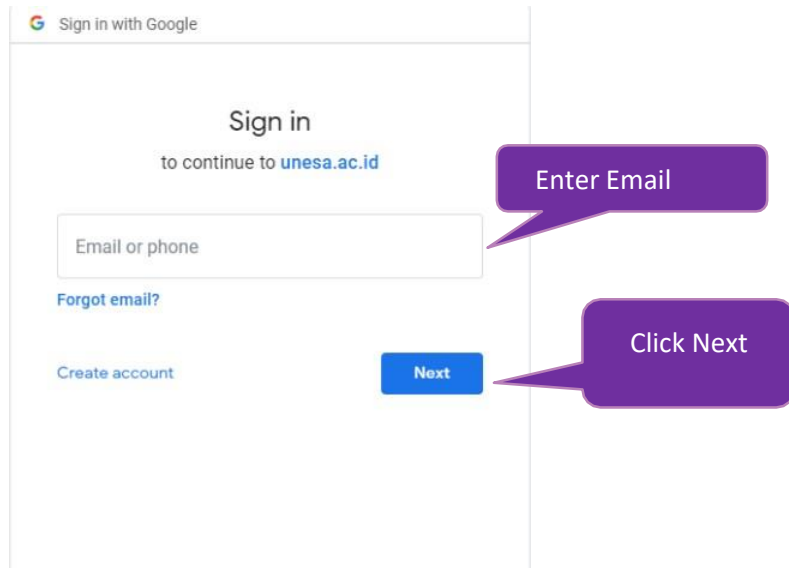 Sign in with Google
Sign in
to continue to unesa.ac.id
Enter Email
Email or phone
Forgot email?
Click Next
Create account
Next